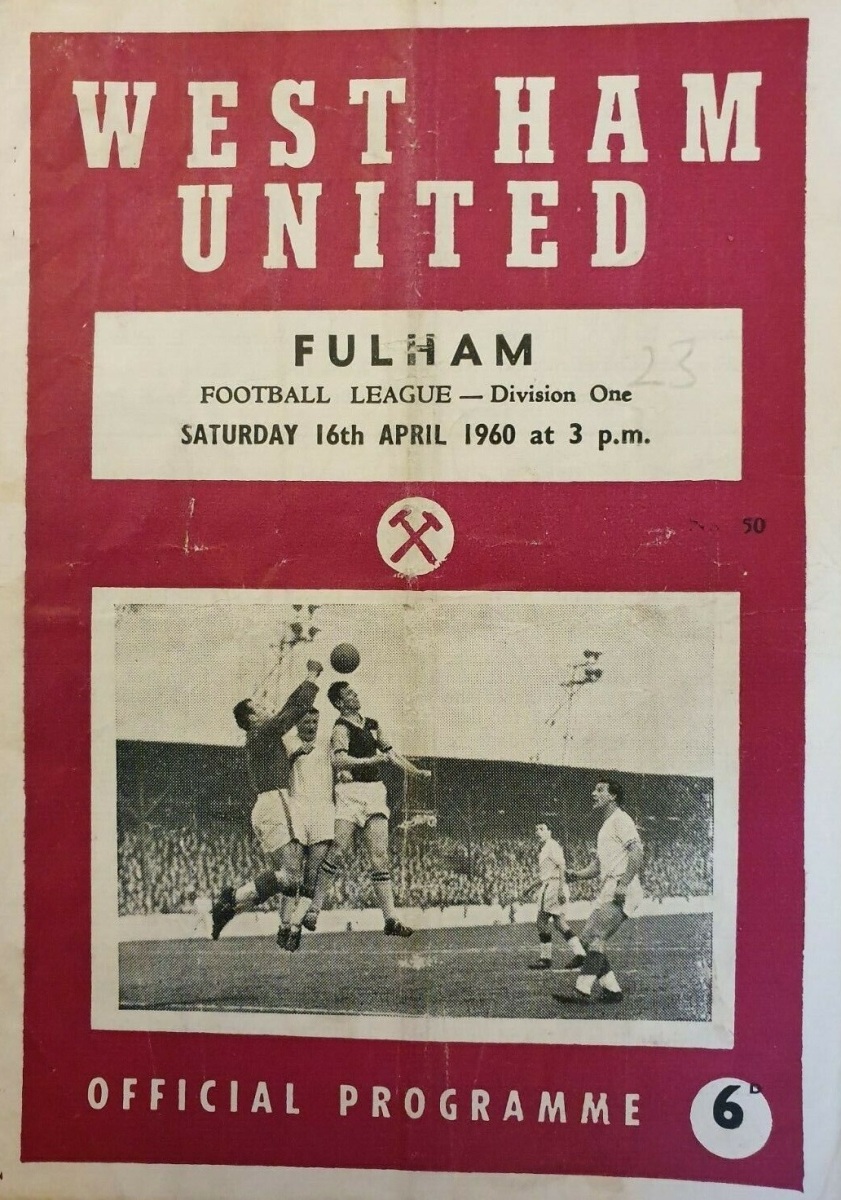 WEST HAM
UNITED
FULHAM
23
FOOTBALL LEAGUE — Division One
SATURDAY 16th APRIL 1960 at 3 p.m.
50
OFFICIAL PROGRAMME
6D